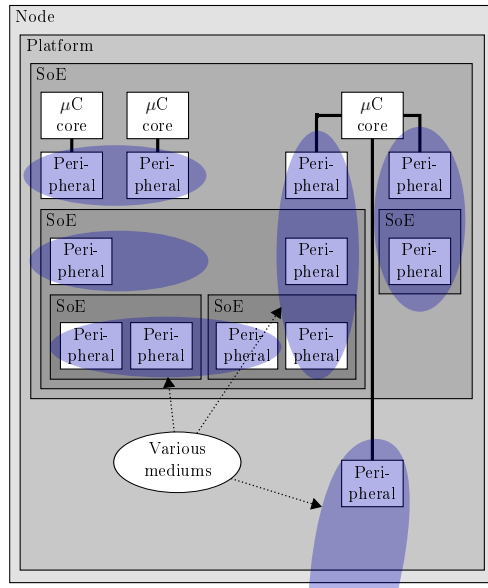 Node
Platform
SoE
μC
core
μC
core
μC
core
Peri-
pheral
Peri-
pheral
Peri-
pheral
Peri-
pheral
SoE
SoE
Peri-
pheral
Peri-
pheral
Peri-
pheral
SoE
SoE
Peri-
pheral
Peri-
pheral
Peri-
pheral
Peri-
pheral
Various
mediums
Peri-
pheral